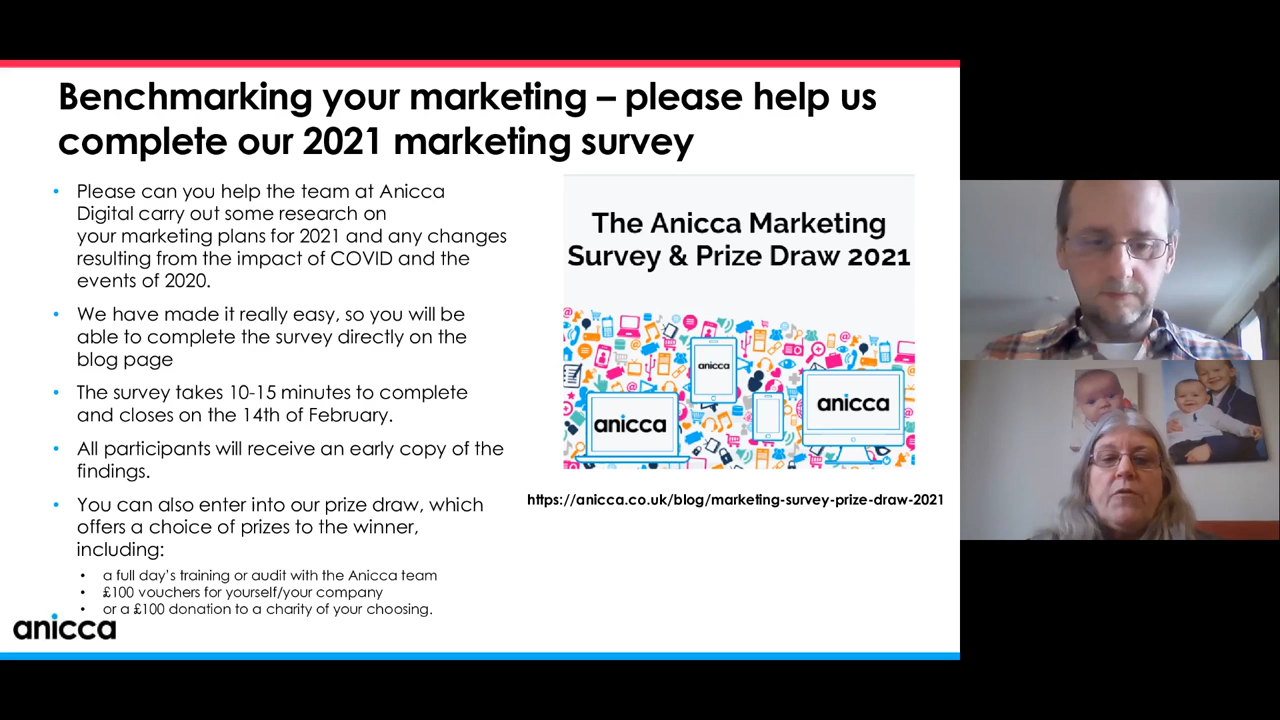 Benchmarking your marketing – please help us
complete our 2021 marketing survey
• Please can you help the team at Anicca
Digital carry out some research on
your marketing plans for 2021 and any changes
resulting from the impact of COVID and the
events of 2020.
• We have made it really easy, so you will be
able to complete the survey directly on the
blog page
• The survey takes 10-15 minutes to complete
and closes on the 14th of February.
• All participants will receive an early copy of the
findings.
• You can also enter into our prize draw, which
offers a choice of prizes to the winner,
including:
• a full day’s training or audit with the Anicca team
• £100 vouchers for yourself/your company
• or a £100 donation to a charity of your choosing.
anicca
The Anicca Marketing
Survey & Prize Draw 2021
anicca
anicca
anicca
https://anicca.co.uk/blog/marketing-survey-prize-draw-2021